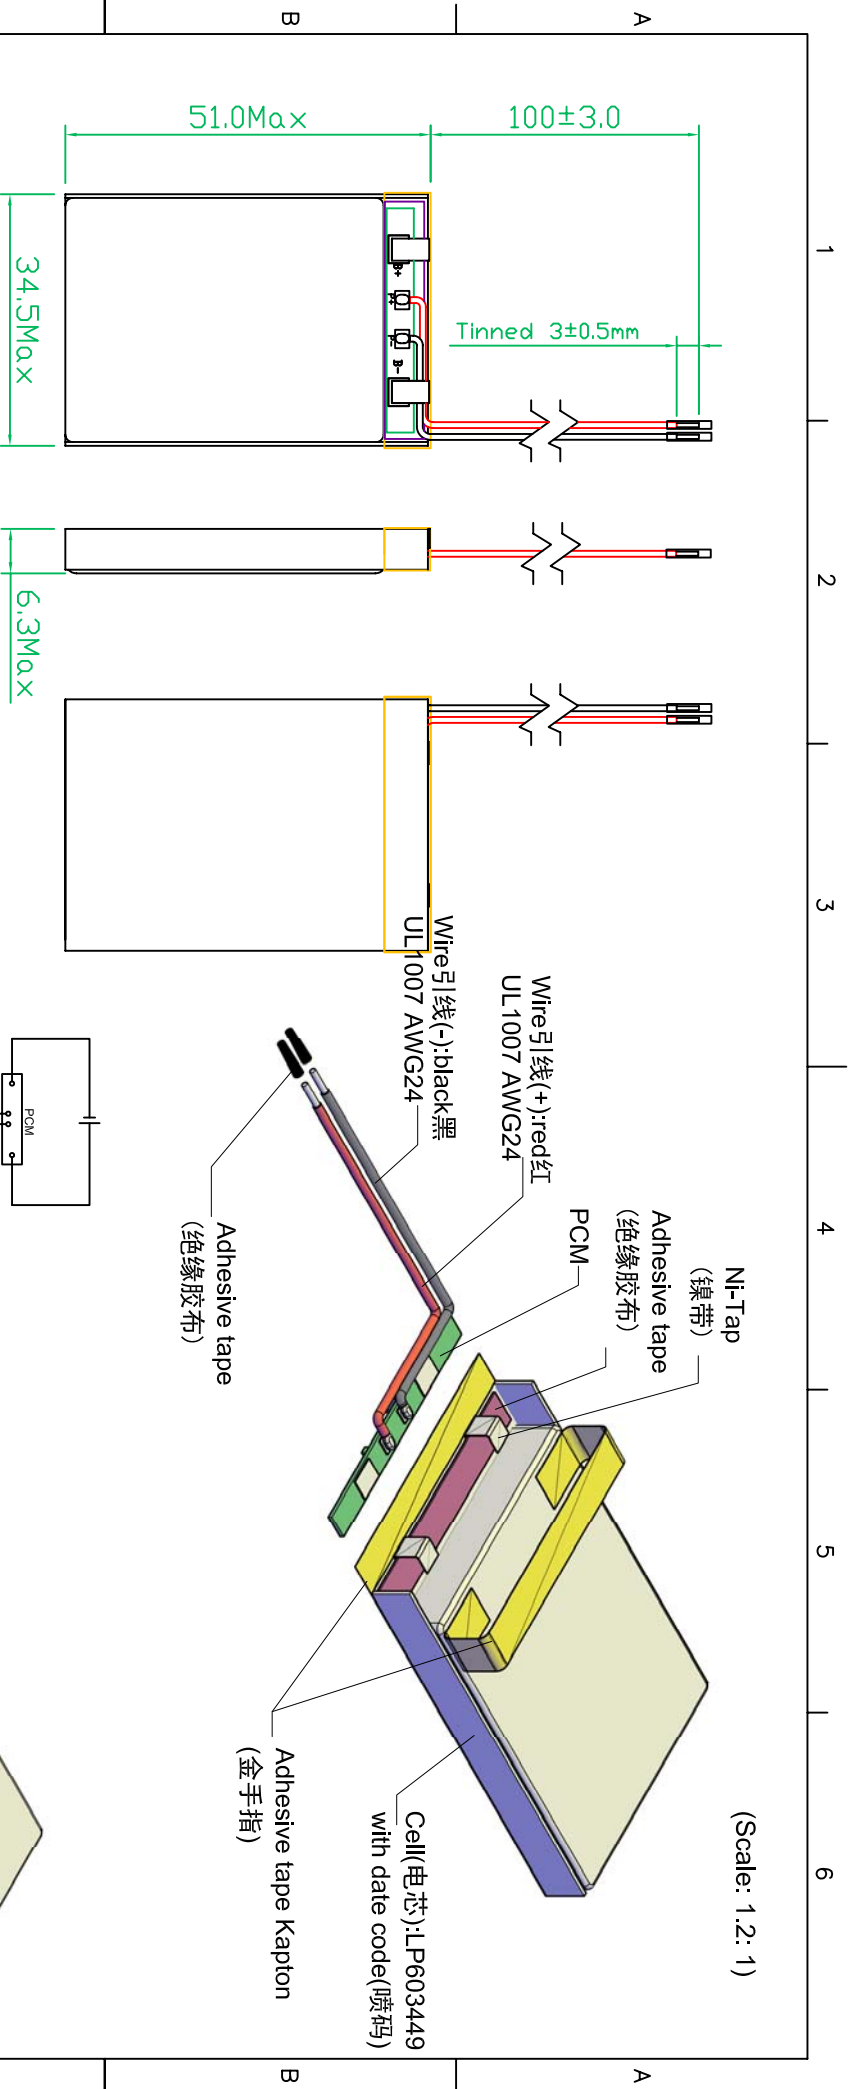 B
A
51.0Max
100±3.0
34.5Max
B+
P+
P-
B-
Tinned 3±0.5mm
1
6.3Max
2
3
Wire引线(-):black黑
UL1007 AWG24
Wire引线(+):red红
UL1007 AWG24
PCM
4
Adhesive tape
(绝缘胶布)
PCM
Adhesive tape
(绝缘胶布)
Ni-Tap
(镍带)
5
Adhesive tape Kapton
(金手指)
Cell(电芯):LP603449
with date code(喷码)
(Scale: 1.2: 1)
6
B
A